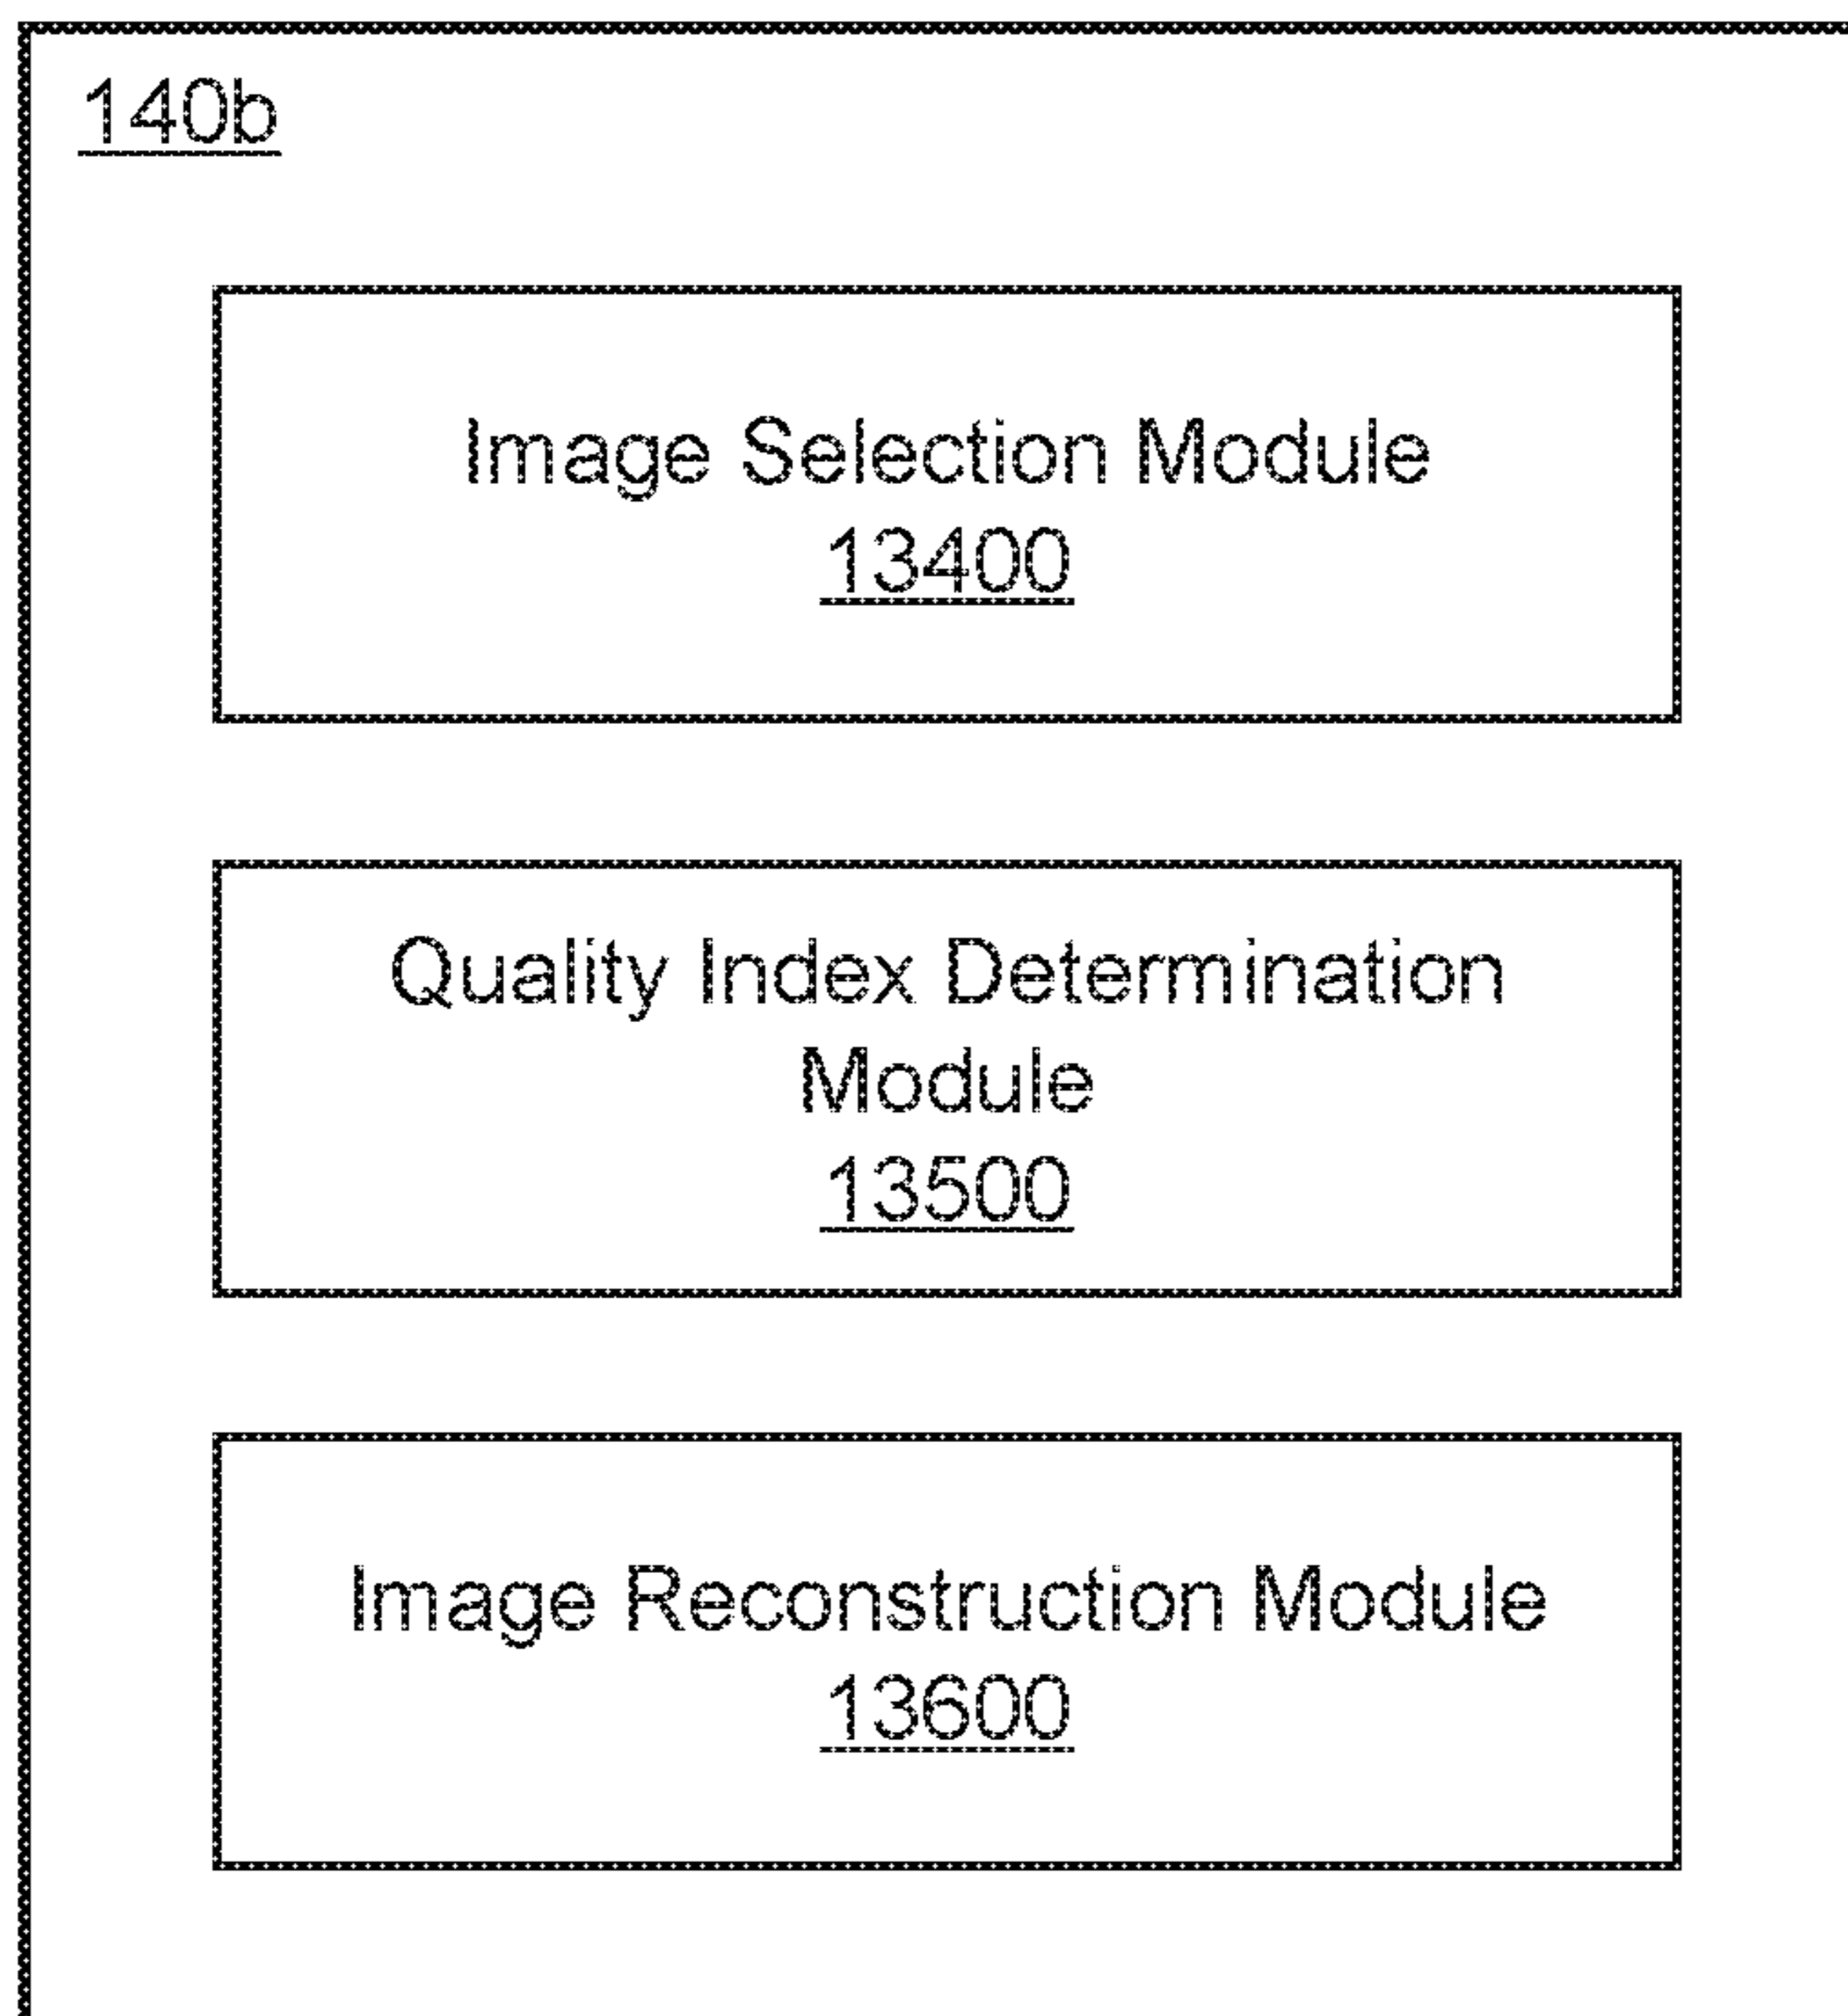 140b
Image Selection Module
13400
Quality Index Determination
Module
13500
Image Reconstruction Module
13600